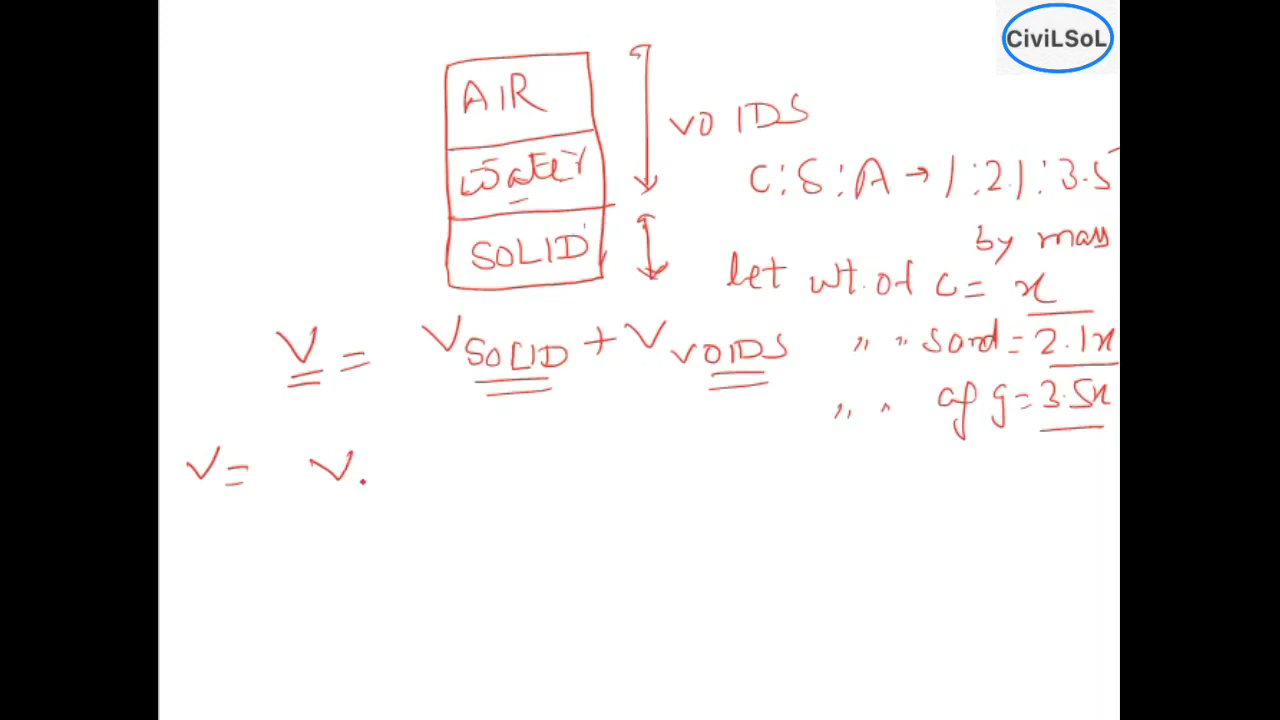 CiviLSoL
AIR
Water
SOLID
VOIDS
C:S:A → 1:2.1:3.5
by mass
let wt. of C = x
" " sand = 2.1x
" " agg = 3.5x
V = V SOLID + V VOIDS
V = V.